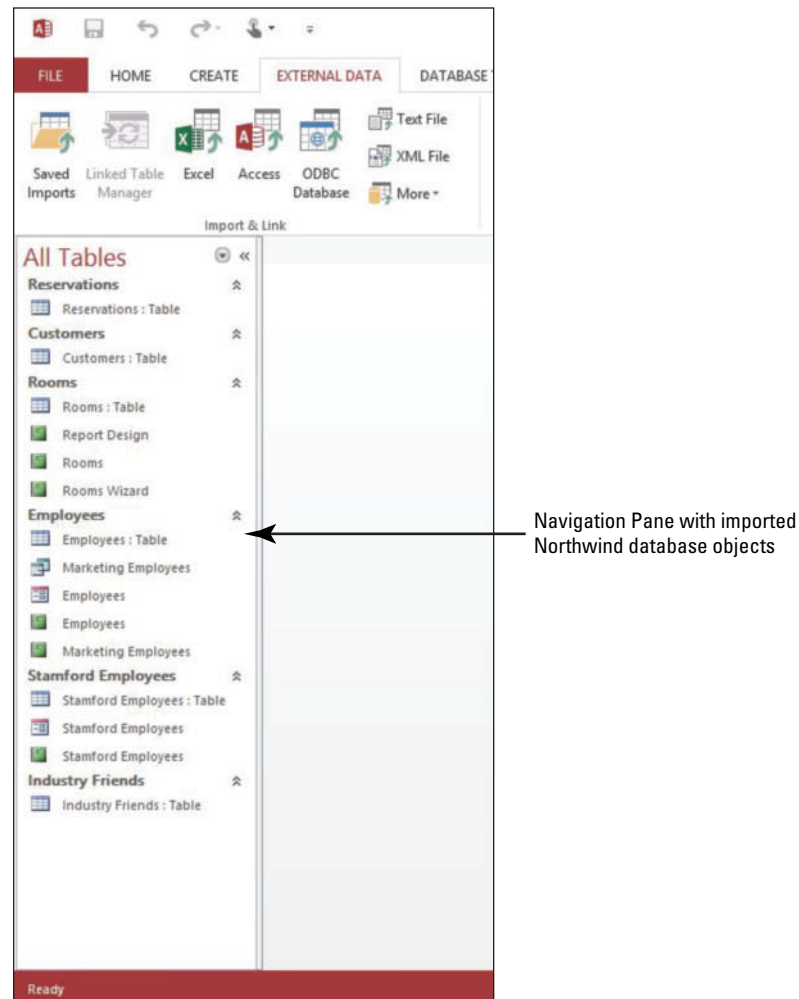 FILE HOME CREATE EXTERNAL DATA DATABASE
Text File
XML File
More
Saved Imports
Linked Table Manager
Excel
Access
ODBC Database
Import & Link
All Tables
Reservations
Reservations : Table
Customers
Customers : Table
Rooms
Rooms : Table
Report Design
Rooms
Rooms Wizard
Employees
Employees : Table
Marketing Employees
Employees
Employees
Marketing Employees
Stamford Employees
Stamford Employees : Table
Stamford Employees
Stamford Employees
Industry Friends
Industry Friends : Table
Ready
Navigation Pane with imported
Northwind database objects